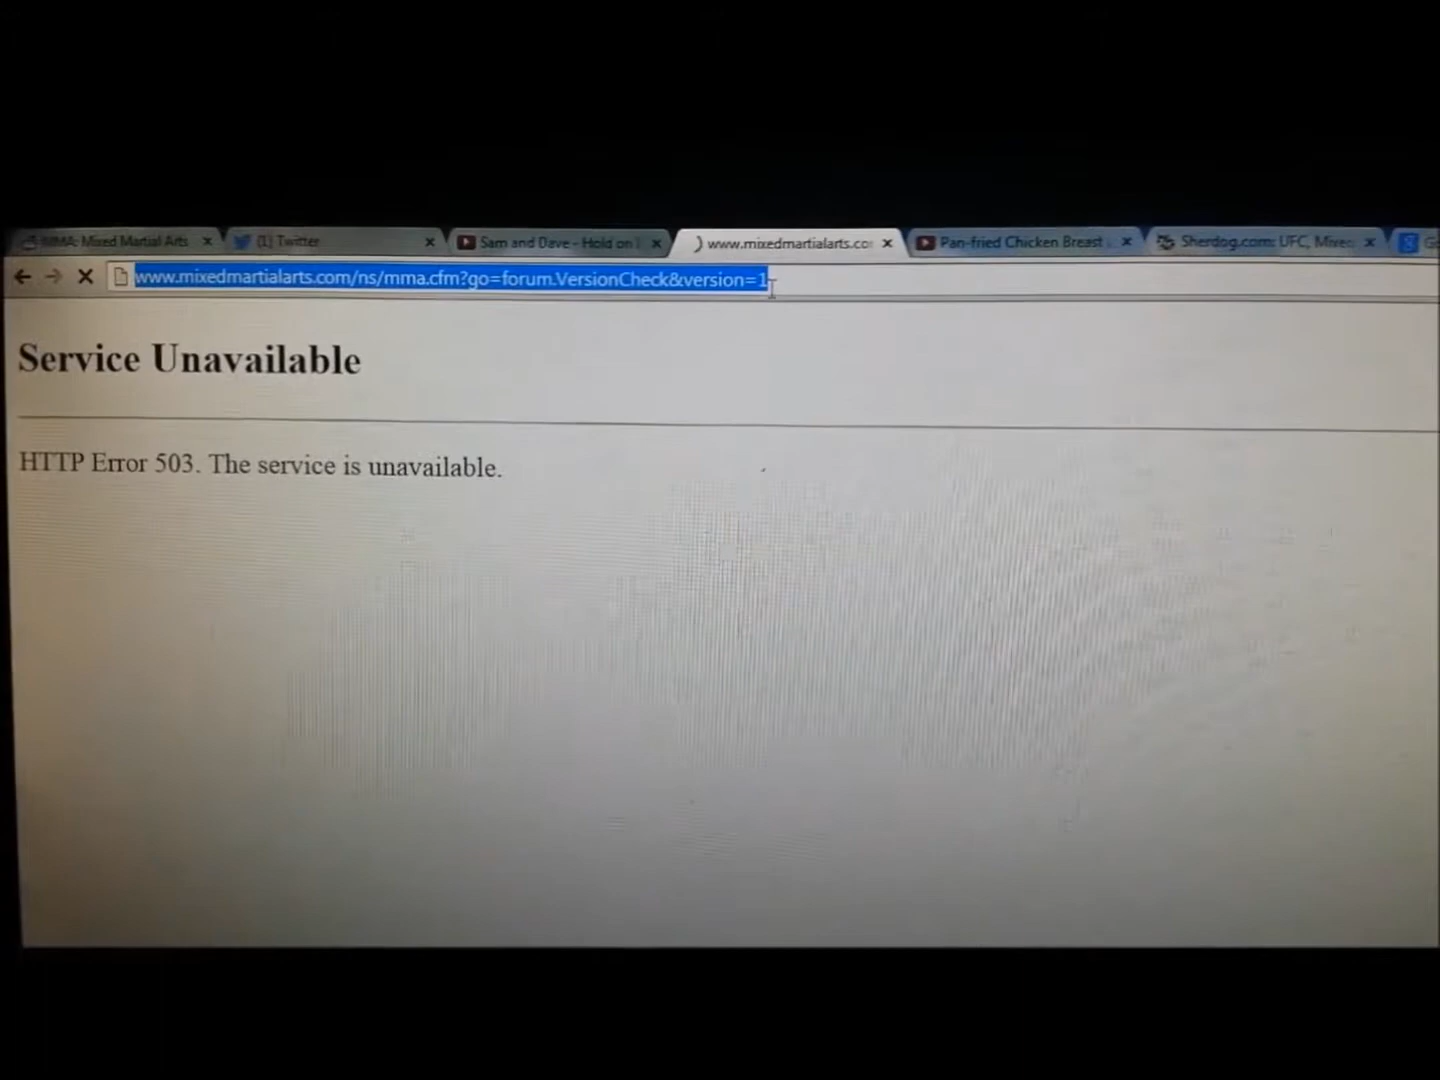 MMA: Mixed Martial Arts
(1) Twitter
Sam and Dave - Hold on
www.mixedmartialarts.co
Pan-fried Chicken Breast
Sherdog.com: UFC, Mixed
www.mixedmartialarts.com/ns/mma.cfm?go=forum.VersionCheck&version=1
Service Unavailable
HTTP Error 503. The service is unavailable.